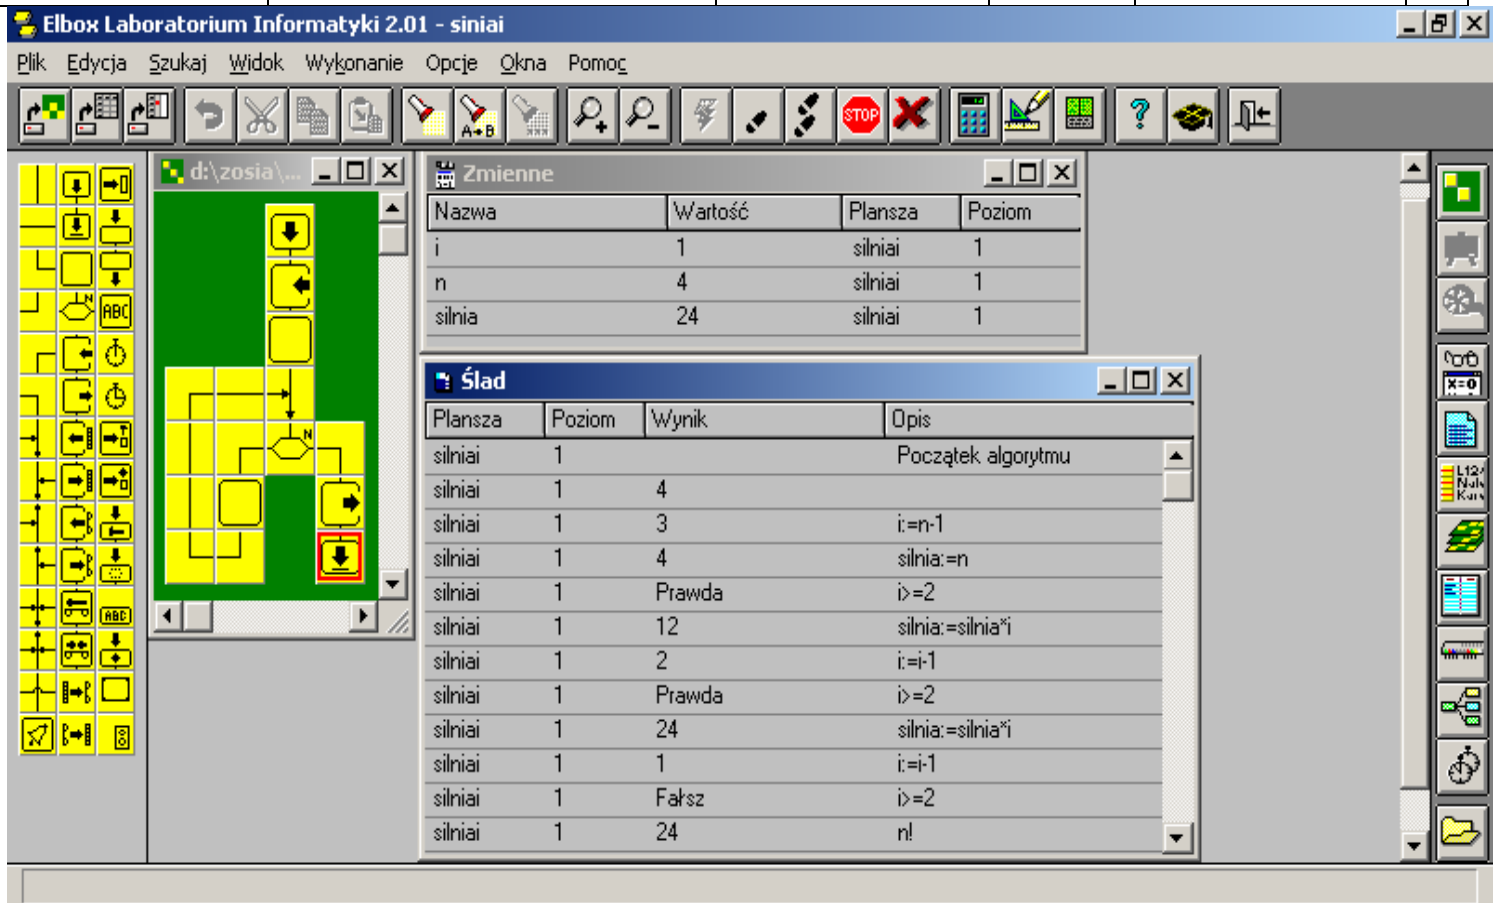 Elbox Laboratorium Informatyki 2.01 - siniai
Plik Edycja Szukaj Widok Wykonanie Opcje Okna Pomoc
A→B STOP ?
d:\zosia\...
Zmienne
Nazwa Wartość Plansza Poziom
i 1 silniai 1
n 4 silniai 1
silnia 24 silniai 1
N ABC
N
ABC
X=0
Ślad
Plansza Poziom Wynik Opis
silniai 1 Początek algorytmu
silniai 1 4
silniai 1 3 i:=n-1
silniai 1 4 silnia:=n
silniai 1 Prawda i>=2
silniai 1 12 silnia:=silnia*i
silniai 1 2 i:=i-1
silniai 1 Prawda i>=2
silniai 1 24 silnia:=silnia*i
silniai 1 1 i:=i-1
silniai 1 Fałsz i>=2
silniai 1 24 n!